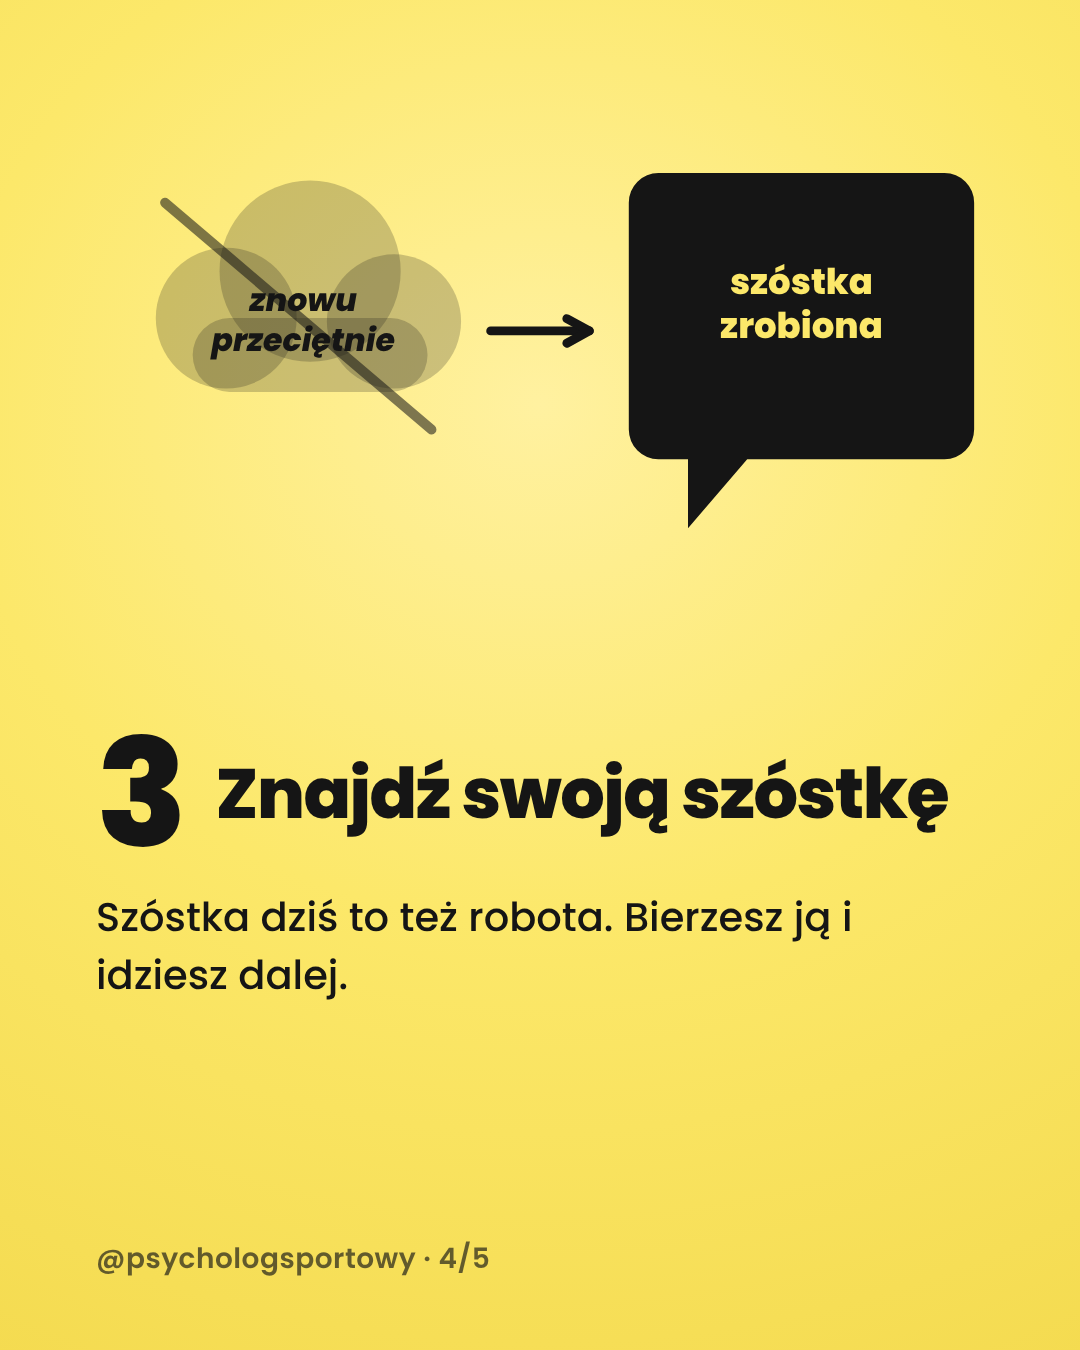 znowu
przeciętnie
szóstka
zrobiona
3 Znajdź swoją szóstkę
Szóstka dziś to też robota. Bierzesz ją i
idziesz dalej.
@psychologsportowy · 4/5